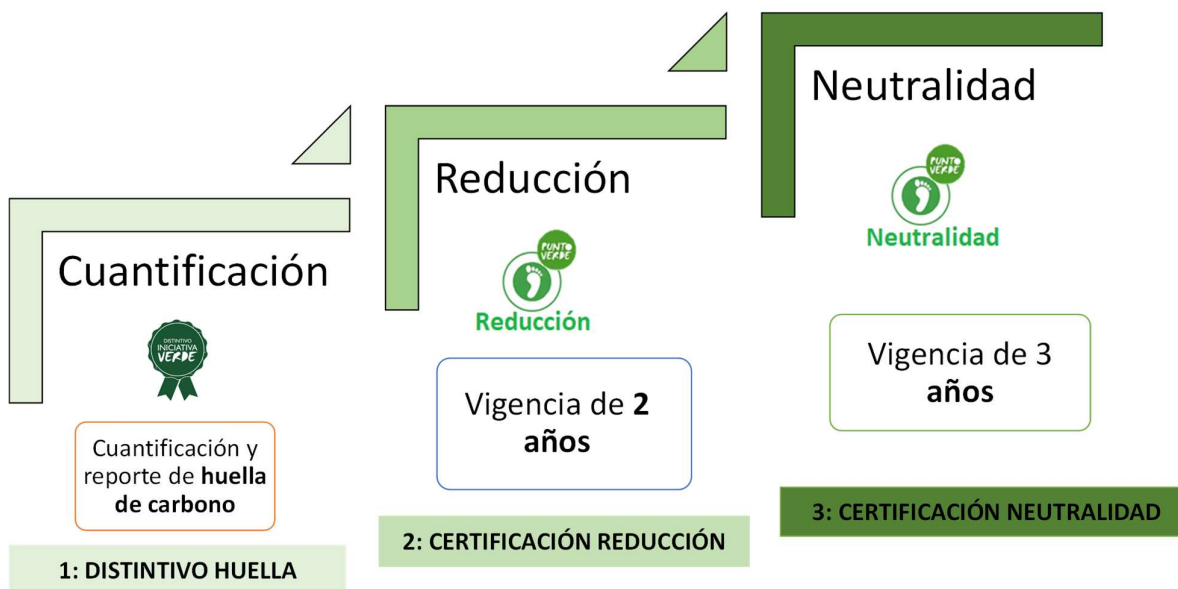 Cuantificación
DISTINTIVO
INICIATIVA
VERDE
Cuantificación y
reporte de huella
de carbono
1: DISTINTIVO HUELLA
Reducción
PUNTO
VERDE
Reducción
Vigencia de 2
años
2: CERTIFICACIÓN REDUCCIÓN
Neutralidad
PUNTO
VERDE
Neutralidad
Vigencia de 3
años
3: CERTIFICACIÓN NEUTRALIDAD